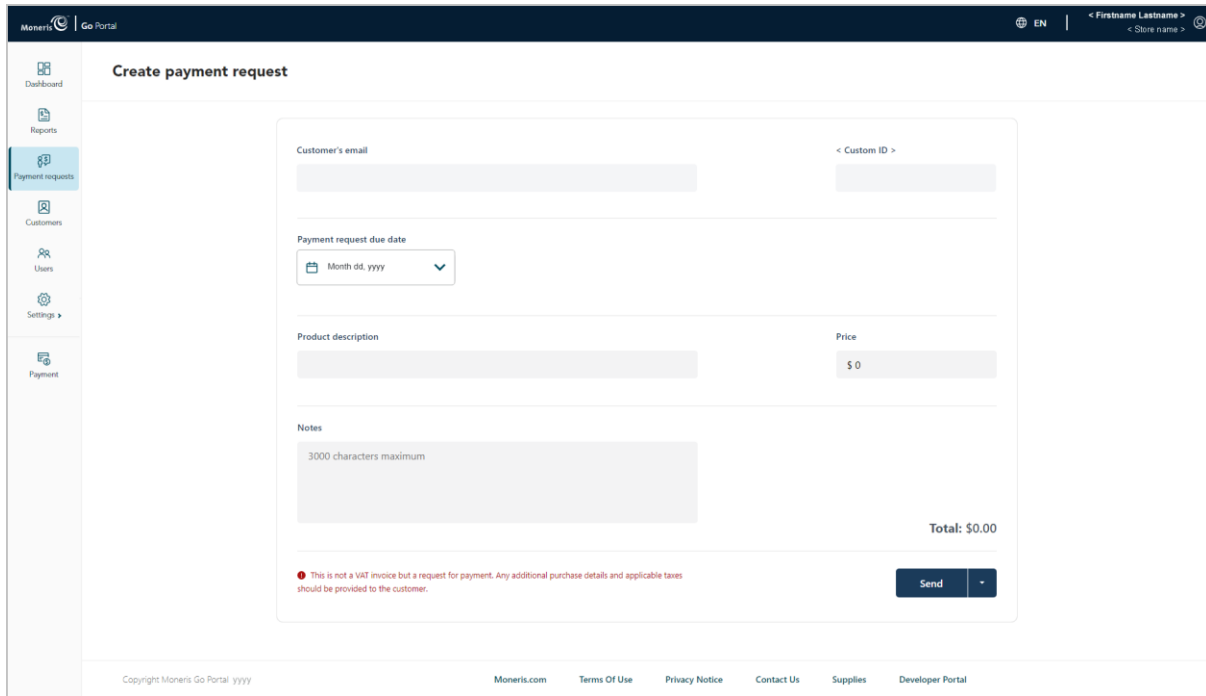 Moneris Go Portal
EN
< Firstname Lastname >
< Store name >
Dashboard
Reports
Payment requests
Customers
Users
Settings
Payment
Create payment request
Customer's email
< Custom ID >
Payment request due date
Month dd, yyyy
Product description
Price
$ 0
Notes
3000 characters maximum
Total: $0.00
This is not a VAT invoice but a request for payment. Any additional purchase details and applicable taxes
should be provided to the customer.
Send
Copyright Moneris Go Portal yyyy
Moneris.com
Terms Of Use
Privacy Notice
Contact Us
Supplies
Developer Portal